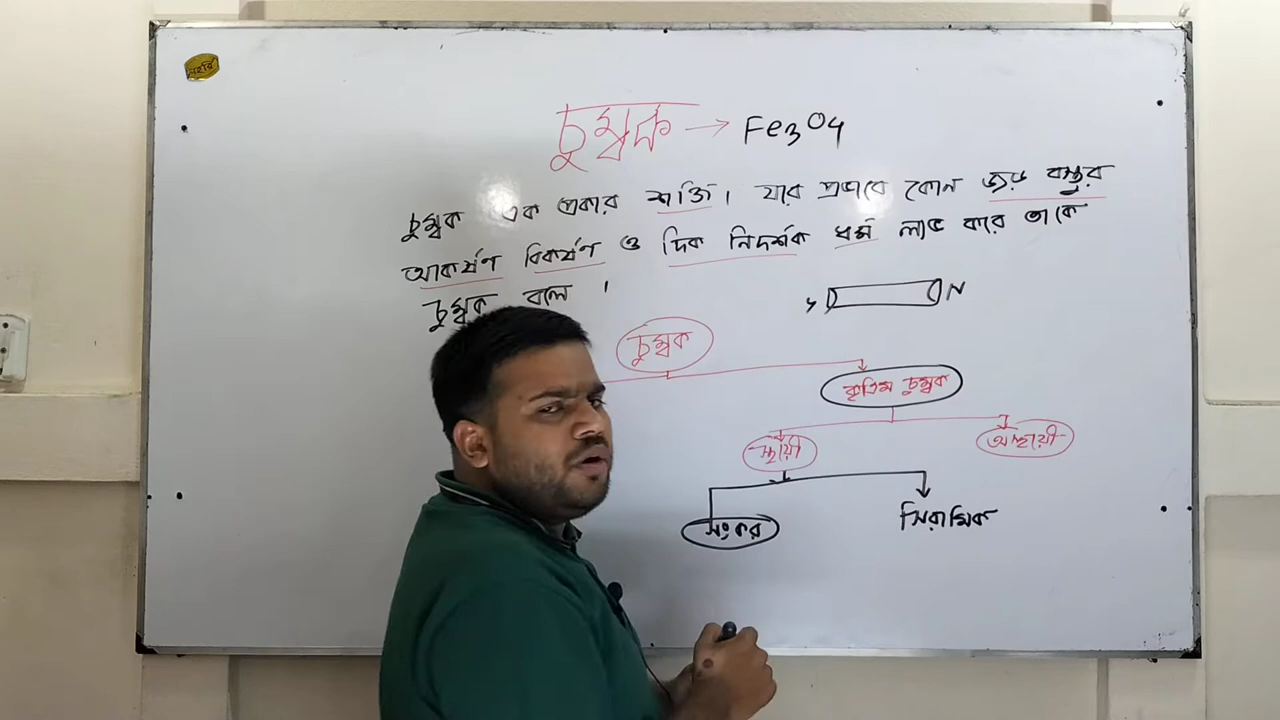 চুম্বক → Fe3O4
চুম্বক এক প্রকার শক্তি। যার প্রভাবে কোন জড় বস্তুর
আকর্ষণ বিকর্ষণ ও দিক নির্দশক ধর্ম লাভ করে তাকে
চুম্বক বলে ।
S N
চুম্বক
কৃত্রিম চুম্বক
স্থায়ী অস্থায়ী
সংকর সিরামিক